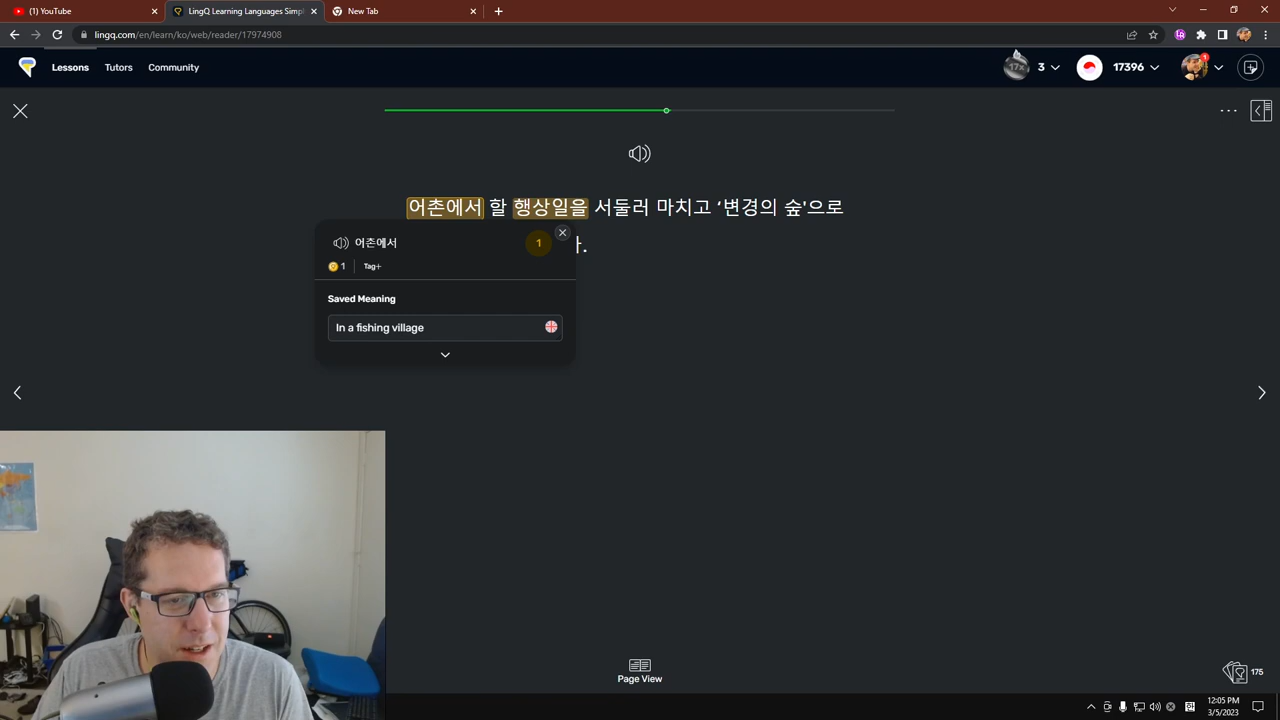 (1) YouTube
LingQ Learning Languages Simpl
New Tab
lingq.com/en/learn/ko/web/reader/17974908
Lessons
Tutors
Community
17x
3
17396
1
어촌에서 할 행상일을 서둘러 마치고 ‘변경의 숲'으로
다.
어촌에서
1
1
Tag+
Saved Meaning
In a fishing village
Page View
175
12:05 PM
3/5/2023